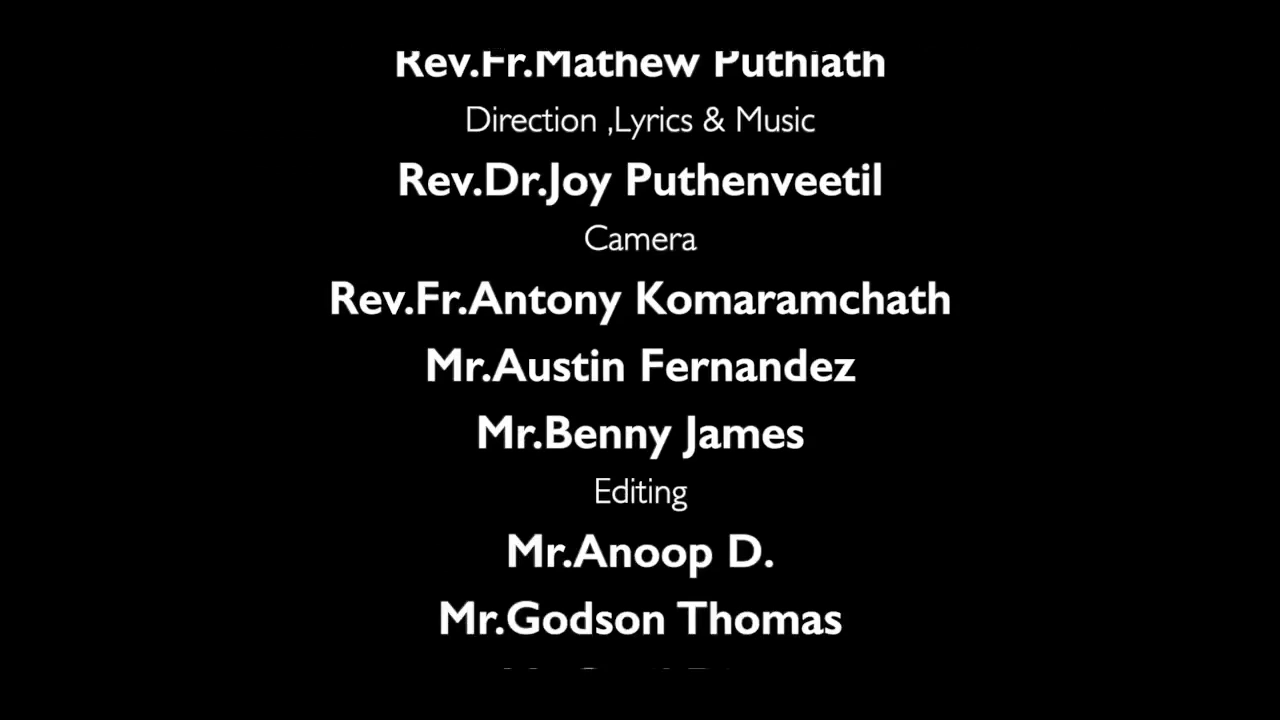 Rev.Fr.Mathew Puthiath
Direction ,Lyrics & Music
Rev.Dr.Joy Puthenveetil
Camera
Rev.Fr.Antony Komaramchath
Mr.Austin Fernandez
Mr.Benny James
Editing
Mr.Anoop D.
Mr.Godson Thomas